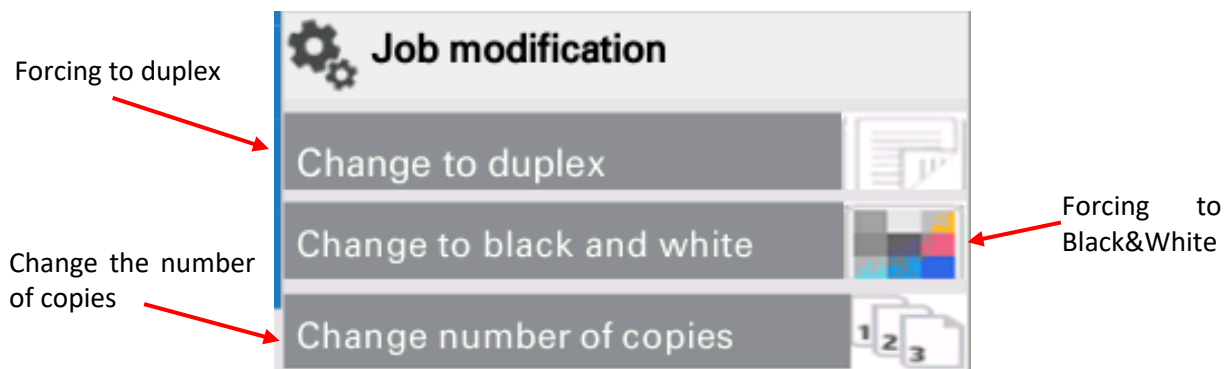 Job modification
Forcing to duplex
Change to duplex
Forcing to
Black&White
Change to black and white
Change the number
of copies
Change number of copies
1 2 3